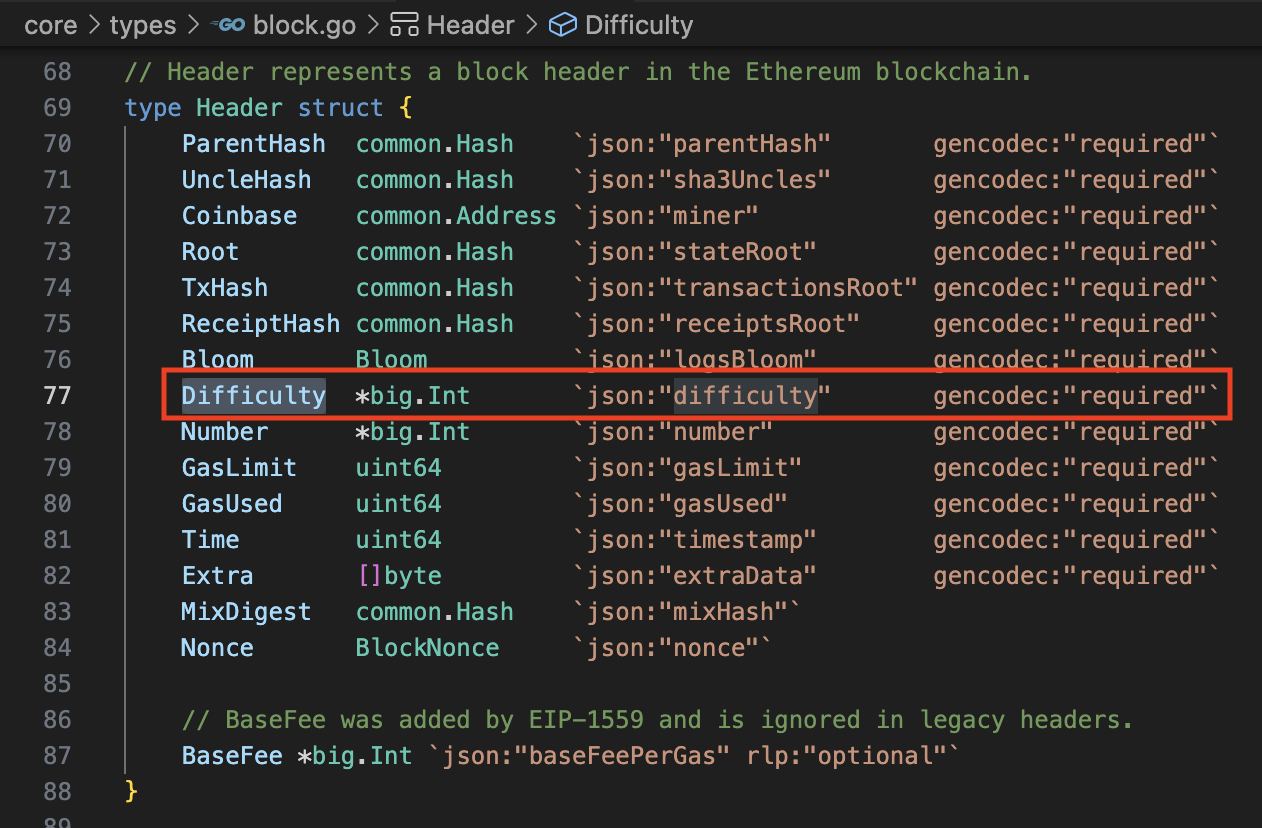 core > types > GO block.go > Header > Difficulty
68 // Header represents a block header in the Ethereum blockchain.
69 type Header struct {
70 ParentHash common.Hash `json:"parentHash" gencodec:"required"`
71 UncleHash common.Hash `json:"sha3Uncles" gencodec:"required"`
72 Coinbase common.Address `json:"miner" gencodec:"required"`
73 Root common.Hash `json:"stateRoot" gencodec:"required"`
74 TxHash common.Hash `json:"transactionsRoot" gencodec:"required"`
75 ReceiptHash common.Hash `json:"receiptsRoot" gencodec:"required"`
76 Bloom Bloom `json:"logsBloom" gencodec:"required"`
77 Difficulty *big.Int `json:"difficulty" gencodec:"required"`
78 Number *big.Int `json:"number" gencodec:"required"`
79 GasLimit uint64 `json:"gasLimit" gencodec:"required"`
80 GasUsed uint64 `json:"gasUsed" gencodec:"required"`
81 Time uint64 `json:"timestamp" gencodec:"required"`
82 Extra []byte `json:"extraData" gencodec:"required"`
83 MixDigest common.Hash `json:"mixHash"`
84 Nonce BlockNonce `json:"nonce"`
85
86 // BaseFee was added by EIP-1559 and is ignored in legacy headers.
87 BaseFee *big.Int `json:"baseFeePerGas" rlp:"optional"`
88 }
89